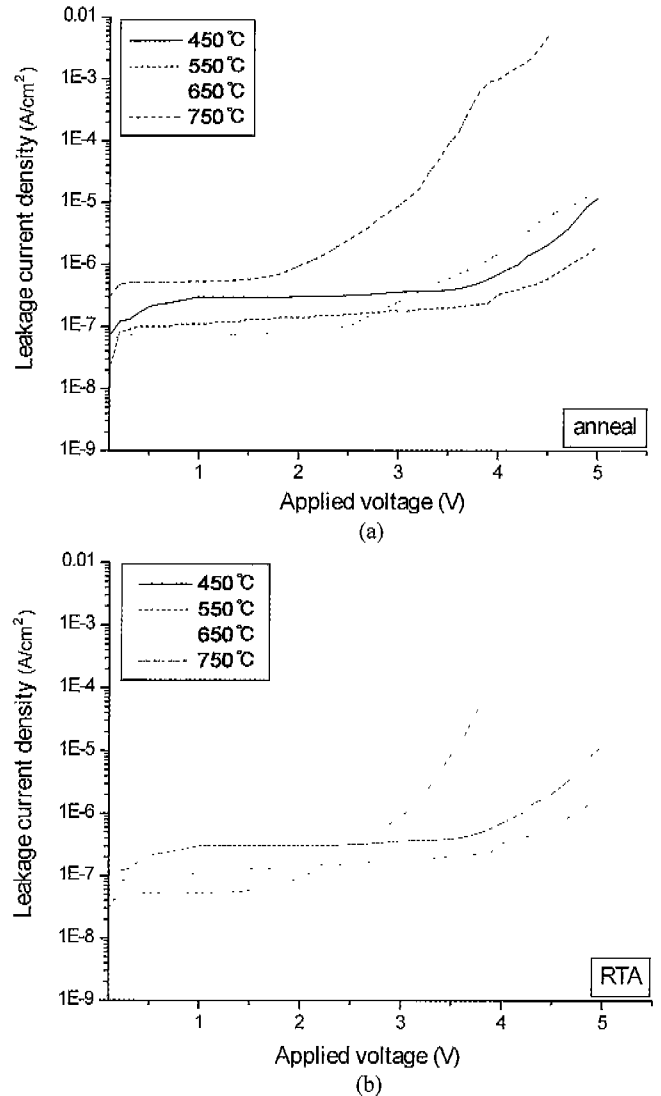 0.01
1E-3
1E-4
1E-5
1E-6
1E-7
1E-8
1E-9
Leakage current density (A/cm²)
450℃
550℃
650℃
750℃
anneal
1 2 3 4 5
Applied voltage (V)
(a)
0.01
1E-3
1E-4
1E-5
1E-6
1E-7
1E-8
1E-9
Leakage current density (A/cm²)
450℃
550℃
650℃
750℃
RTA
1 2 3 4 5
Applied voltage (V)
(b)